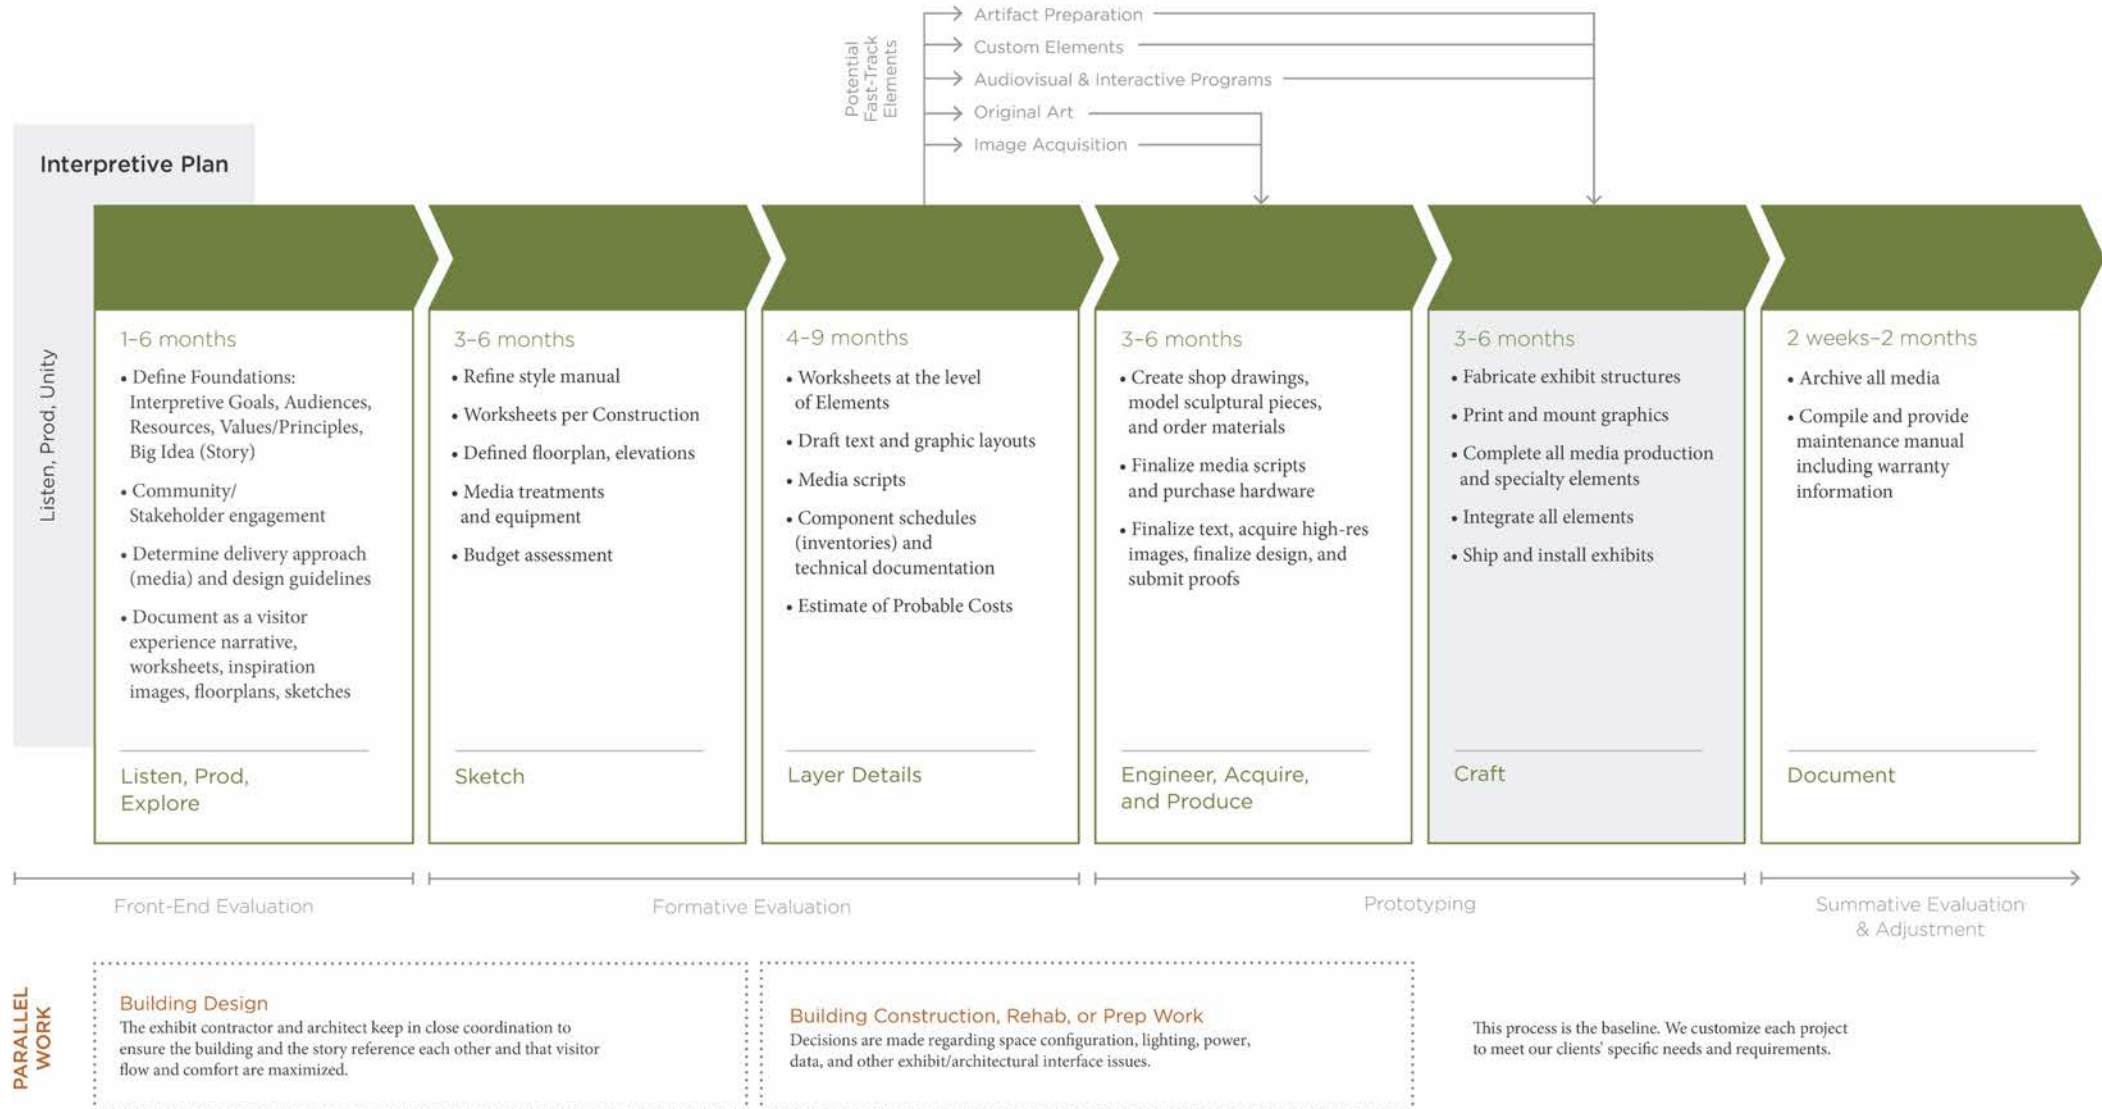 Potential
Fast-Track
Elements
Artifact Preparation
Custom Elements
Audiovisual & Interactive Programs
Original Art
Image Acquisition
Interpretive Plan
Listen, Prod, Unity
1–6 months
• Define Foundations:
Interpretive Goals, Audiences,
Resources, Values/Principles,
Big Idea (Story)
• Community/
Stakeholder engagement
• Determine delivery approach
(media) and design guidelines
• Document as a visitor
experience narrative,
worksheets, inspiration
images, floorplans, sketches
Listen, Prod,
Explore
3–6 months
• Refine style manual
• Worksheets per Construction
• Defined floorplan, elevations
• Media treatments
and equipment
• Budget assessment
Sketch
4–9 months
• Worksheets at the level
of Elements
• Draft text and graphic layouts
• Media scripts
• Component schedules
(inventories) and
technical documentation
• Estimate of Probable Costs
Layer Details
3–6 months
• Create shop drawings,
model sculptural pieces,
and order materials
• Finalize media scripts
and purchase hardware
• Finalize text, acquire high-res
images, finalize design, and
submit proofs
Engineer, Acquire,
and Produce
3–6 months
• Fabricate exhibit structures
• Print and mount graphics
• Complete all media production
and specialty elements
• Integrate all elements
• Ship and install exhibits
Craft
2 weeks–2 months
• Archive all media
• Compile and provide
maintenance manual
including warranty
information
Document
Front-End Evaluation
Formative Evaluation
Prototyping
Summative Evaluation
& Adjustment
PARALLEL
WORK
Building Design
The exhibit contractor and architect keep in close coordination to
ensure the building and the story reference each other and that visitor
flow and comfort are maximized.
Building Construction, Rehab, or Prep Work
Decisions are made regarding space configuration, lighting, power,
data, and other exhibit/architectural interface issues.
This process is the baseline. We customize each project
to meet our clients' specific needs and requirements.